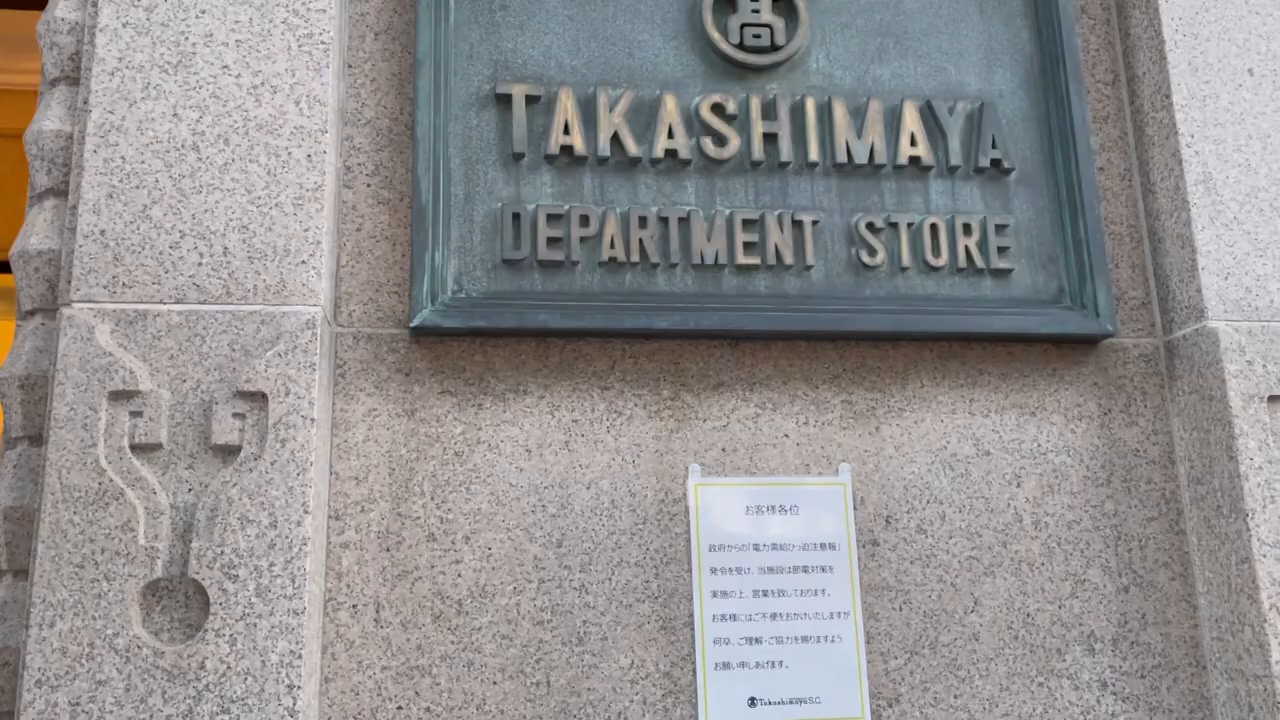 高
TAKASHIMAYA
DEPARTMENT STORE
お客様各位
政府からの「電力需給ひっ迫注意報」
発令を受け、当施設は節電対策を
実施の上、営業を致しております。
お客様にはご不便をおかけいたしますが
何卒、ご理解・ご協力を賜りますよう
お願い申しあげます。
髙 Takashimaya S.C.